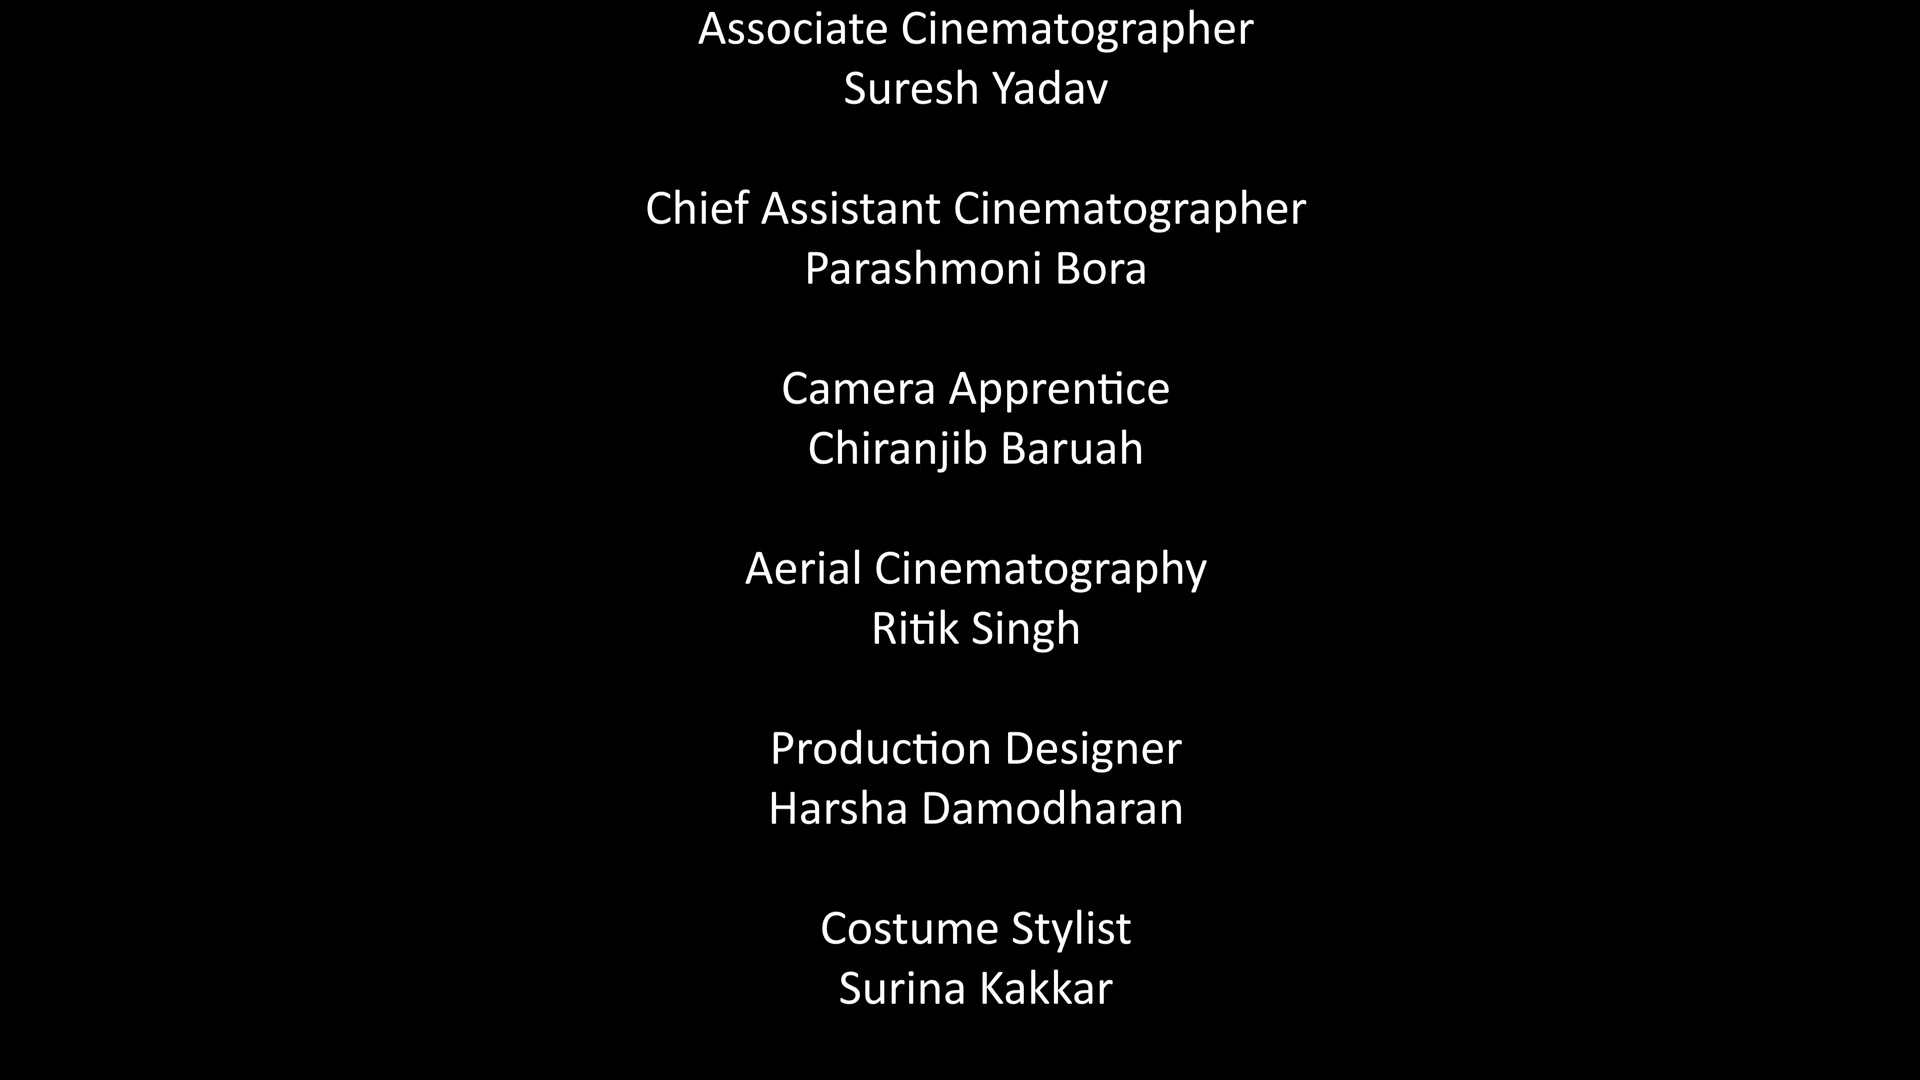 Associate Cinematographer
Suresh Yadav
Chief Assistant Cinematographer
Parashmoni Bora
Camera Apprentice
Chiranjib Baruah
Aerial Cinematography
Ritik Singh
Production Designer
Harsha Damodharan
Costume Stylist
Surina Kakkar